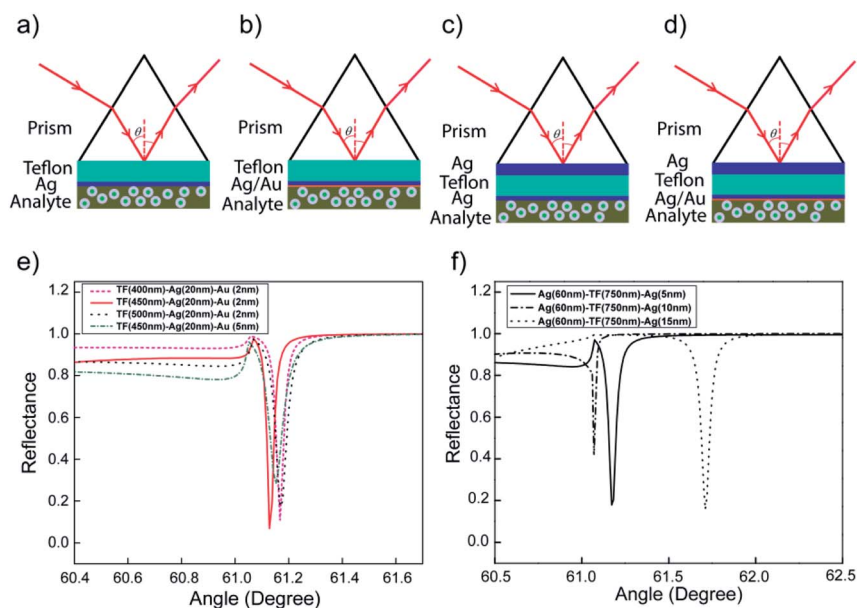 a)
b)
c)
d)
θ
θ
θ
θ
Prism
Prism
Prism
Prism
Teflon
Ag
Analyte
Teflon
Ag/Au
Analyte
Ag
Teflon
Ag
Analyte
Ag
Teflon
Ag/Au
Analyte
e)
TF(400nm)-Ag(20nm)-Au (2nm)
TF(450nm)-Ag(20nm)-Au (2nm)
TF(500nm)-Ag(20nm)-Au (2nm)
TF(450nm)-Ag(20nm)-Au (5nm)
Reflectance
1.0
0.8
0.6
0.4
0.2
0.0
60.4 60.6 60.8 61.0 61.2 61.4 61.6
Angle (Degree)
f)
Ag(60nm)-TF(750nm)-Ag(5nm)
Ag(60nm)-TF(750nm)-Ag(10nm)
Ag(60nm)-TF(750nm)-Ag(15nm)
Reflectance
1.0
0.8
0.6
0.4
0.2
0.0
60.5 61.0 61.5 62.0 62.5
Angle (Degree)